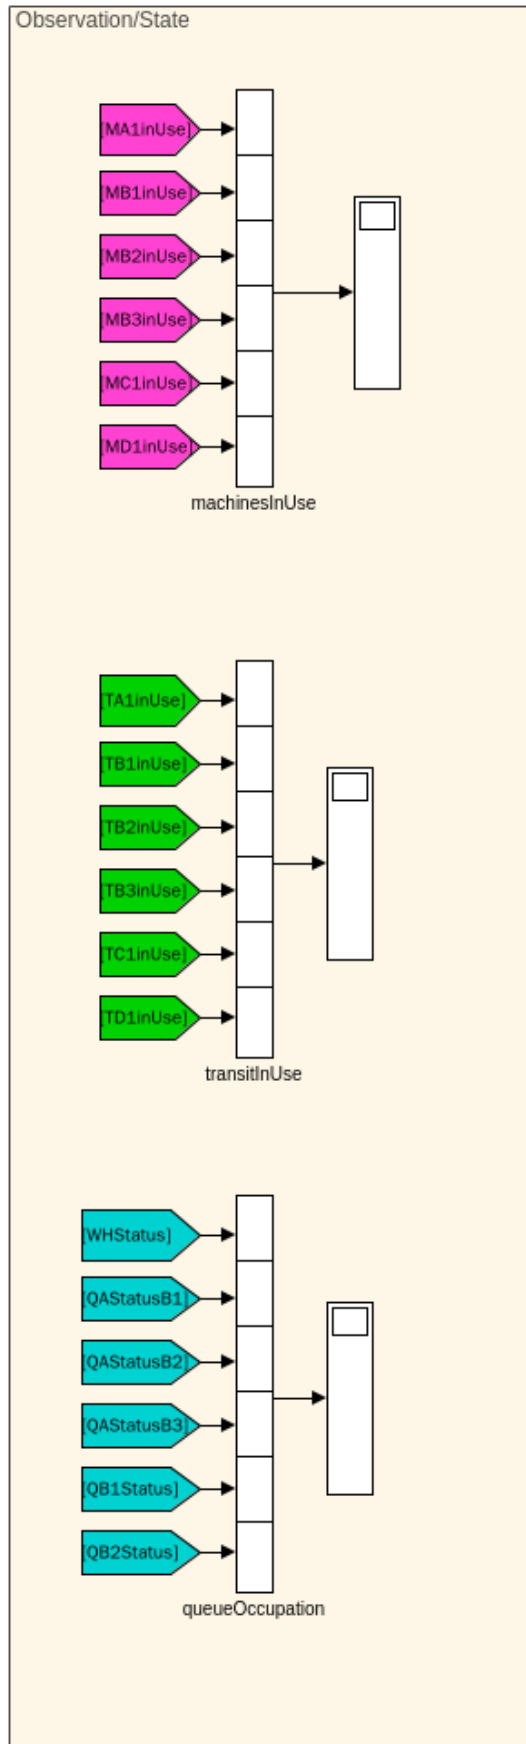 Observation/State
[MA1inUse]
[MB1inUse]
[MB2inUse]
[MB3inUse]
[MC1inUse]
[MD1inUse]
machinesInUse
[TA1inUse]
[TB1inUse]
[TB2inUse]
[TB3inUse]
[TC1inUse]
[TD1inUse]
transitInUse
[WHStatus]
[QAStatusB1]
[QAStatusB2]
[QAStatusB3]
[QB1Status]
[QB2Status]
queueOccupation